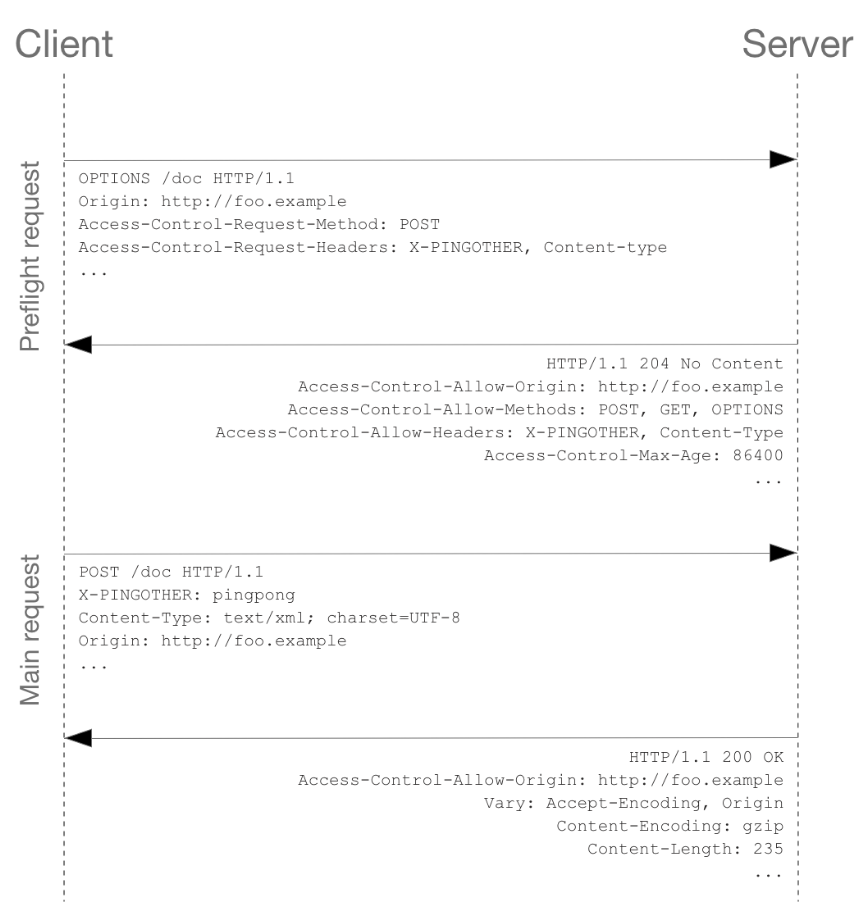 Client
Server
Preflight request
OPTIONS /doc HTTP/1.1
Origin: http://foo.example
Access-Control-Request-Method: POST
Access-Control-Request-Headers: X-PINGOTHER, Content-type
...
HTTP/1.1 204 No Content
Access-Control-Allow-Origin: http://foo.example
Access-Control-Allow-Methods: POST, GET, OPTIONS
Access-Control-Allow-Headers: X-PINGOTHER, Content-Type
Access-Control-Max-Age: 86400
...
Main request
POST /doc HTTP/1.1
X-PINGOTHER: pingpong
Content-Type: text/xml; charset=UTF-8
Origin: http://foo.example
...
HTTP/1.1 200 OK
Access-Control-Allow-Origin: http://foo.example
Vary: Accept-Encoding, Origin
Content-Encoding: gzip
Content-Length: 235
...